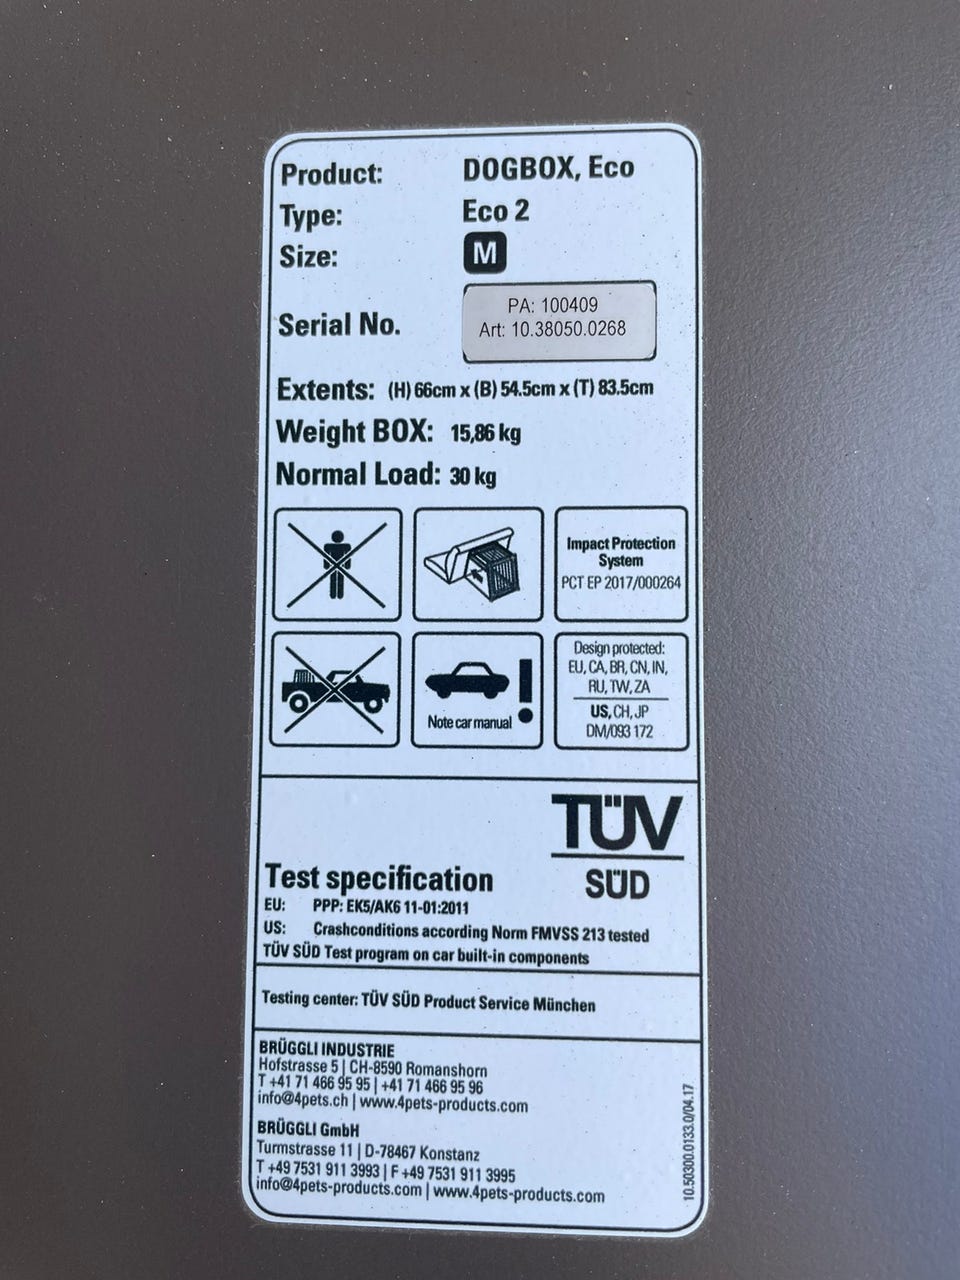 Product: DOGBOX, Eco
Type: Eco 2
Size: M
Serial No.
PA: 100409
Art: 10.38050.0268
Extents: (H) 66cm x (B) 54.5cm x (T) 83.5cm
Weight BOX: 15,86 kg
Normal Load: 30 kg
Impact Protection
System
PCT EP 2017/000264
Note car manual !
Design protected:
EU, CA, BR, CN, IN,
RU, TW, ZA
US, CH, JP
DM/093 172
TÜV
SÜD
Test specification
EU: PPP: EK5/AK6 11-01:2011
US: Crashconditions according Norm FMVSS 213 tested
TÜV SÜD Test program on car built-in components
Testing center: TÜV SÜD Product Service München
BRÜGGLI INDUSTRIE
Hofstrasse 5 | CH-8590 Romanshorn
T +41 71 466 95 95 | +41 71 466 95 96
info@4pets.ch | www.4pets-products.com
BRÜGGLI GmbH
Turmstrasse 11 | D-78467 Konstanz
T +49 7531 911 3993 | F +49 7531 911 3995
info@4pets-products.com | www.4pets-products.com
10.50300.0133.0/04.17